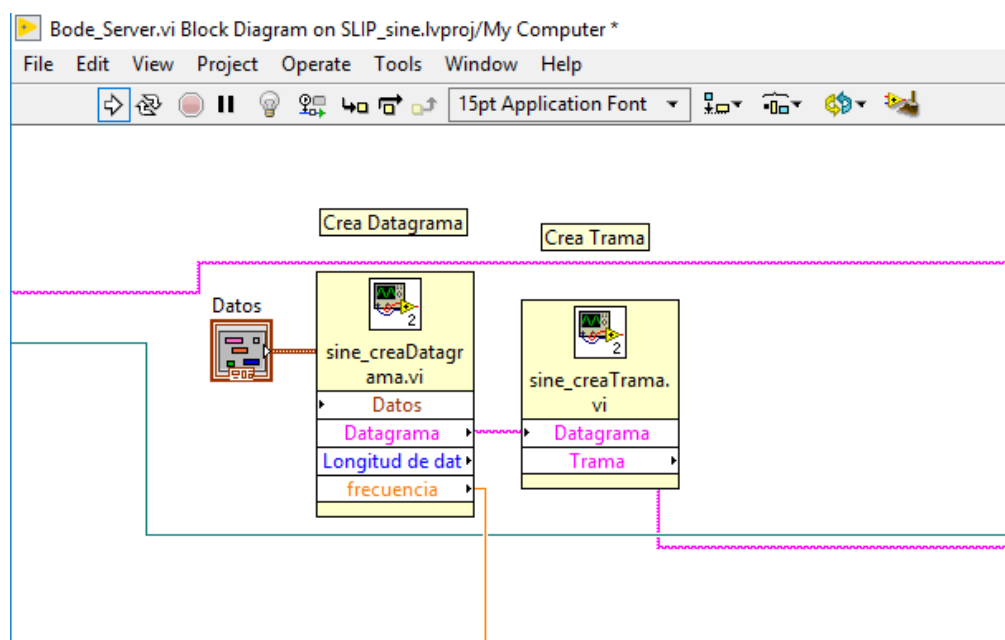 Bode_Server.vi Block Diagram on SLIP_sine.lvproj/My Computer *
File Edit View Project Operate Tools Window Help
15pt Application Font
Crea Datagrama
Crea Trama
Datos
2
sine_creaDatagr
ama.vi
Datos
Datagrama
Longitud de dat
frecuencia
2
sine_creaTrama.
vi
Datagrama
Trama